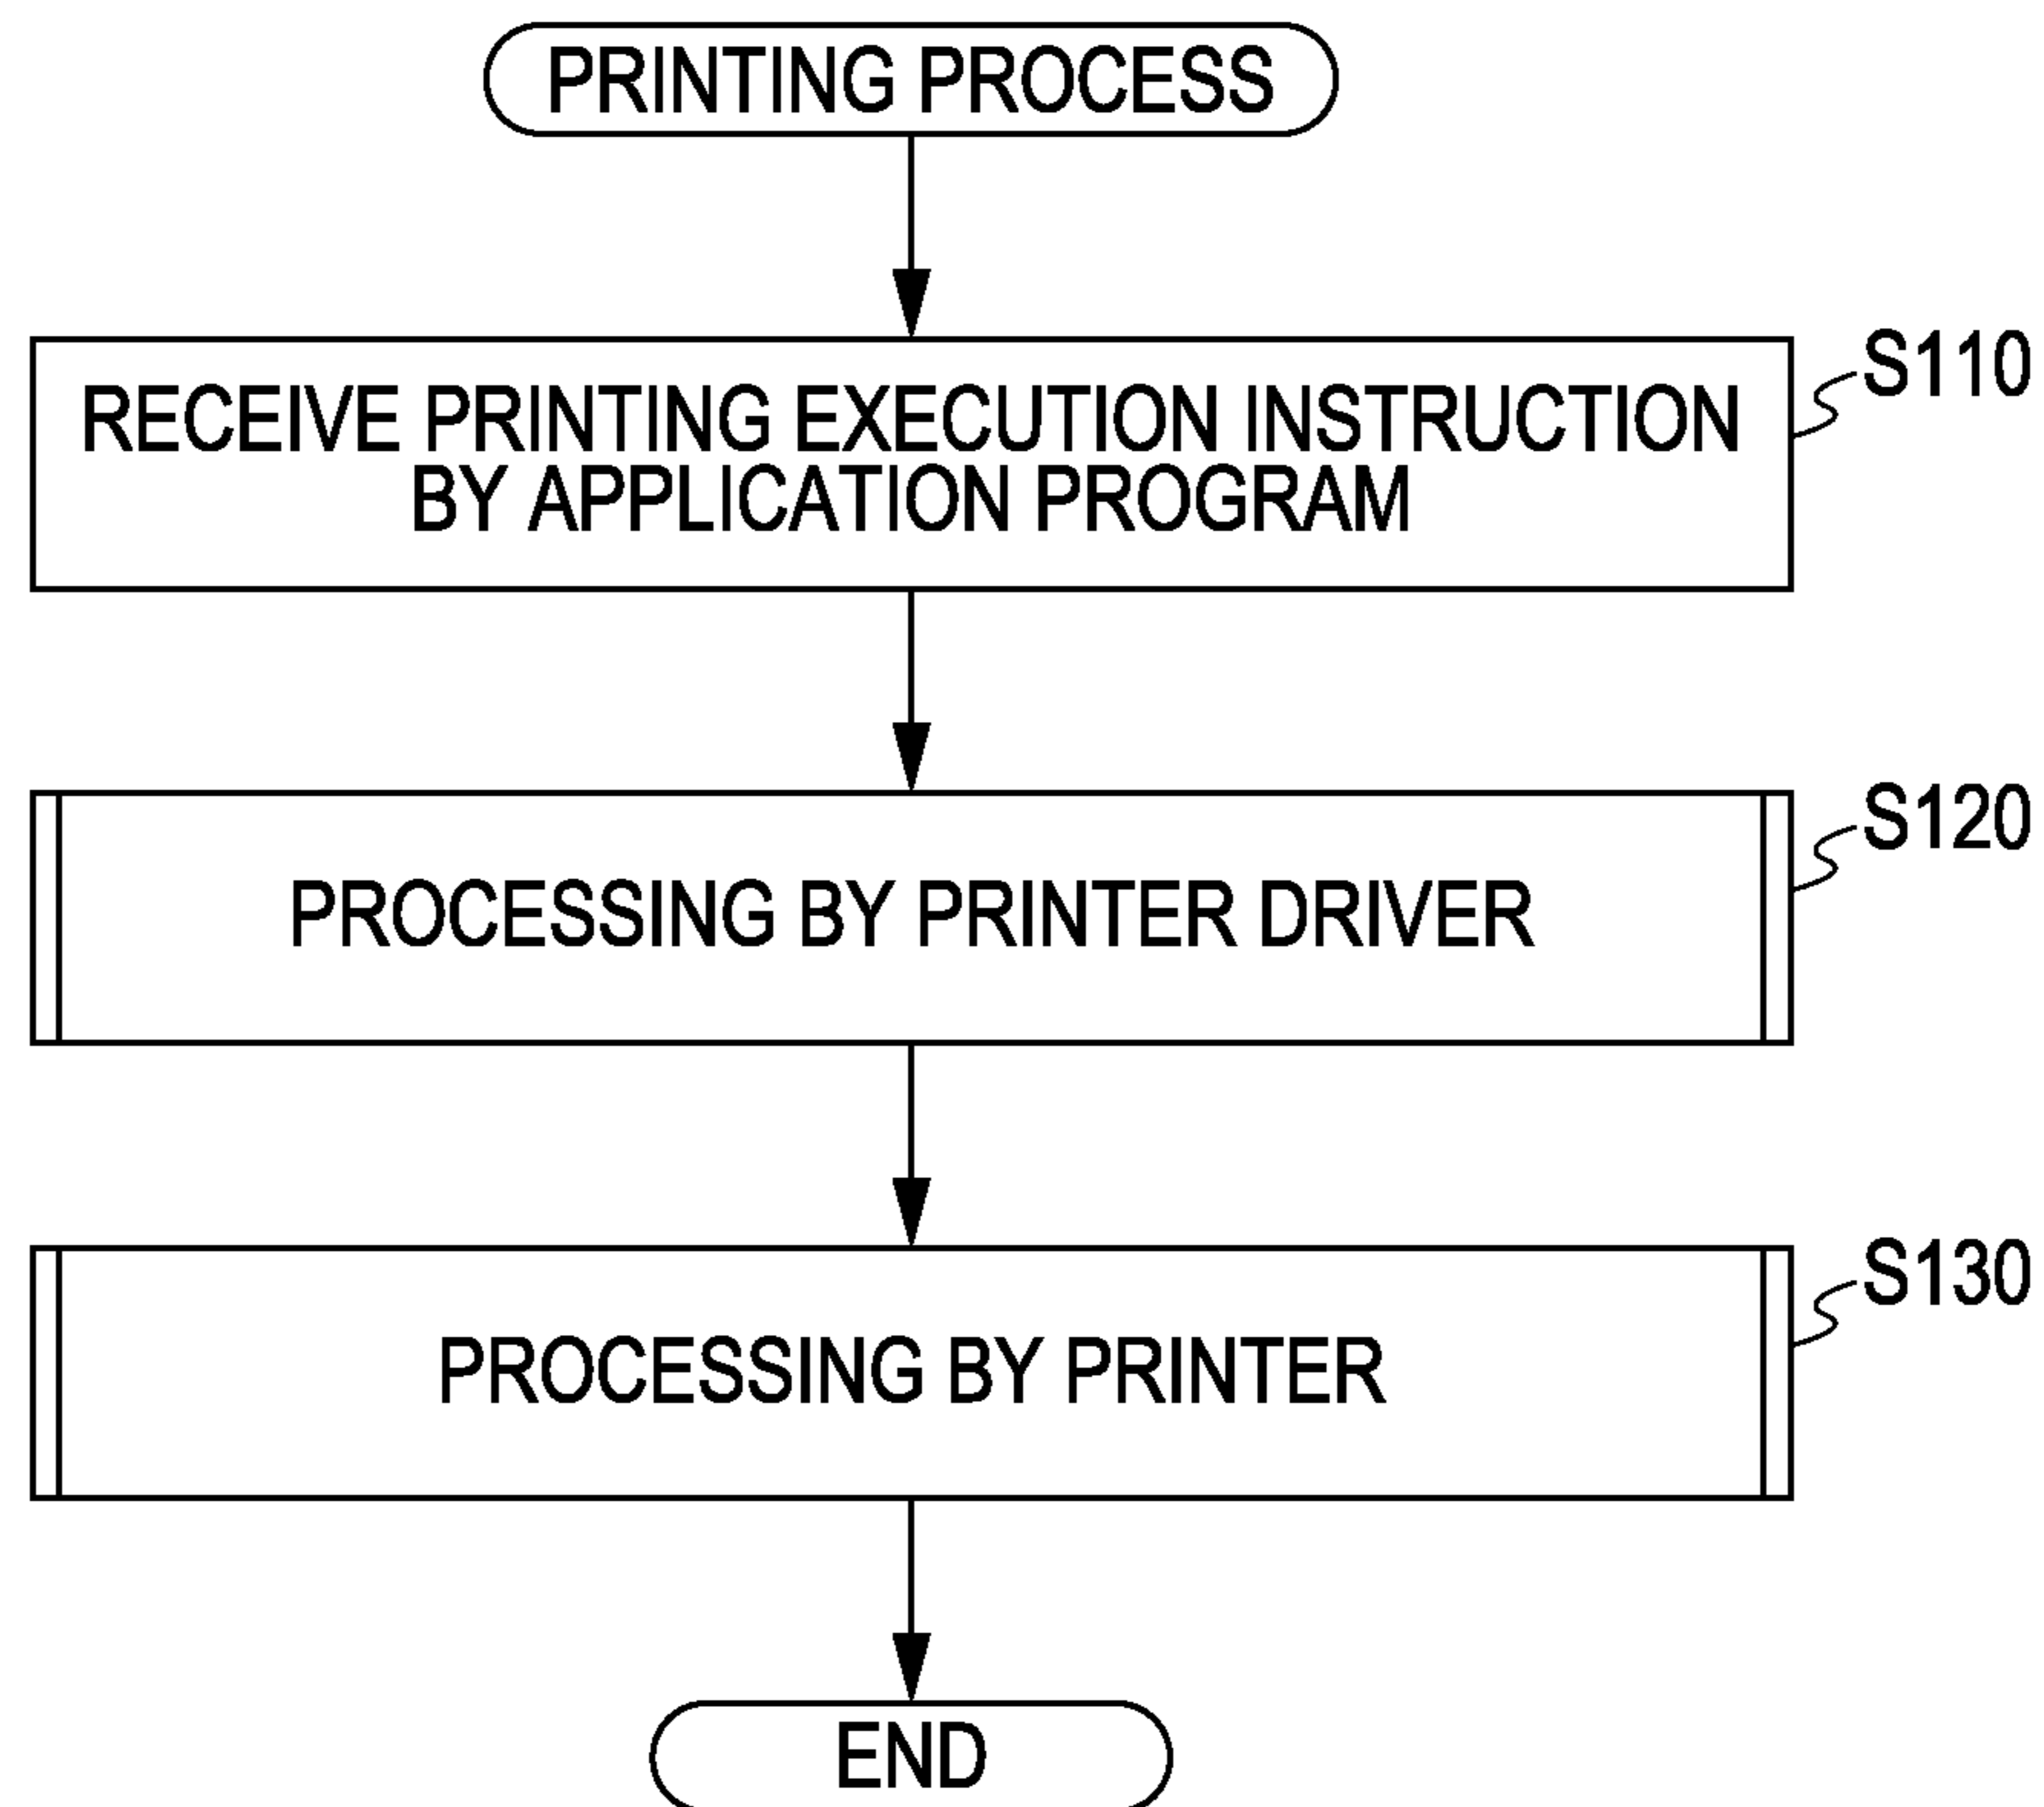 PRINTING PROCESS
RECEIVE PRINTING EXECUTION INSTRUCTION
BY APPLICATION PROGRAM
S110
PROCESSING BY PRINTER DRIVER
S120
PROCESSING BY PRINTER
S130
END